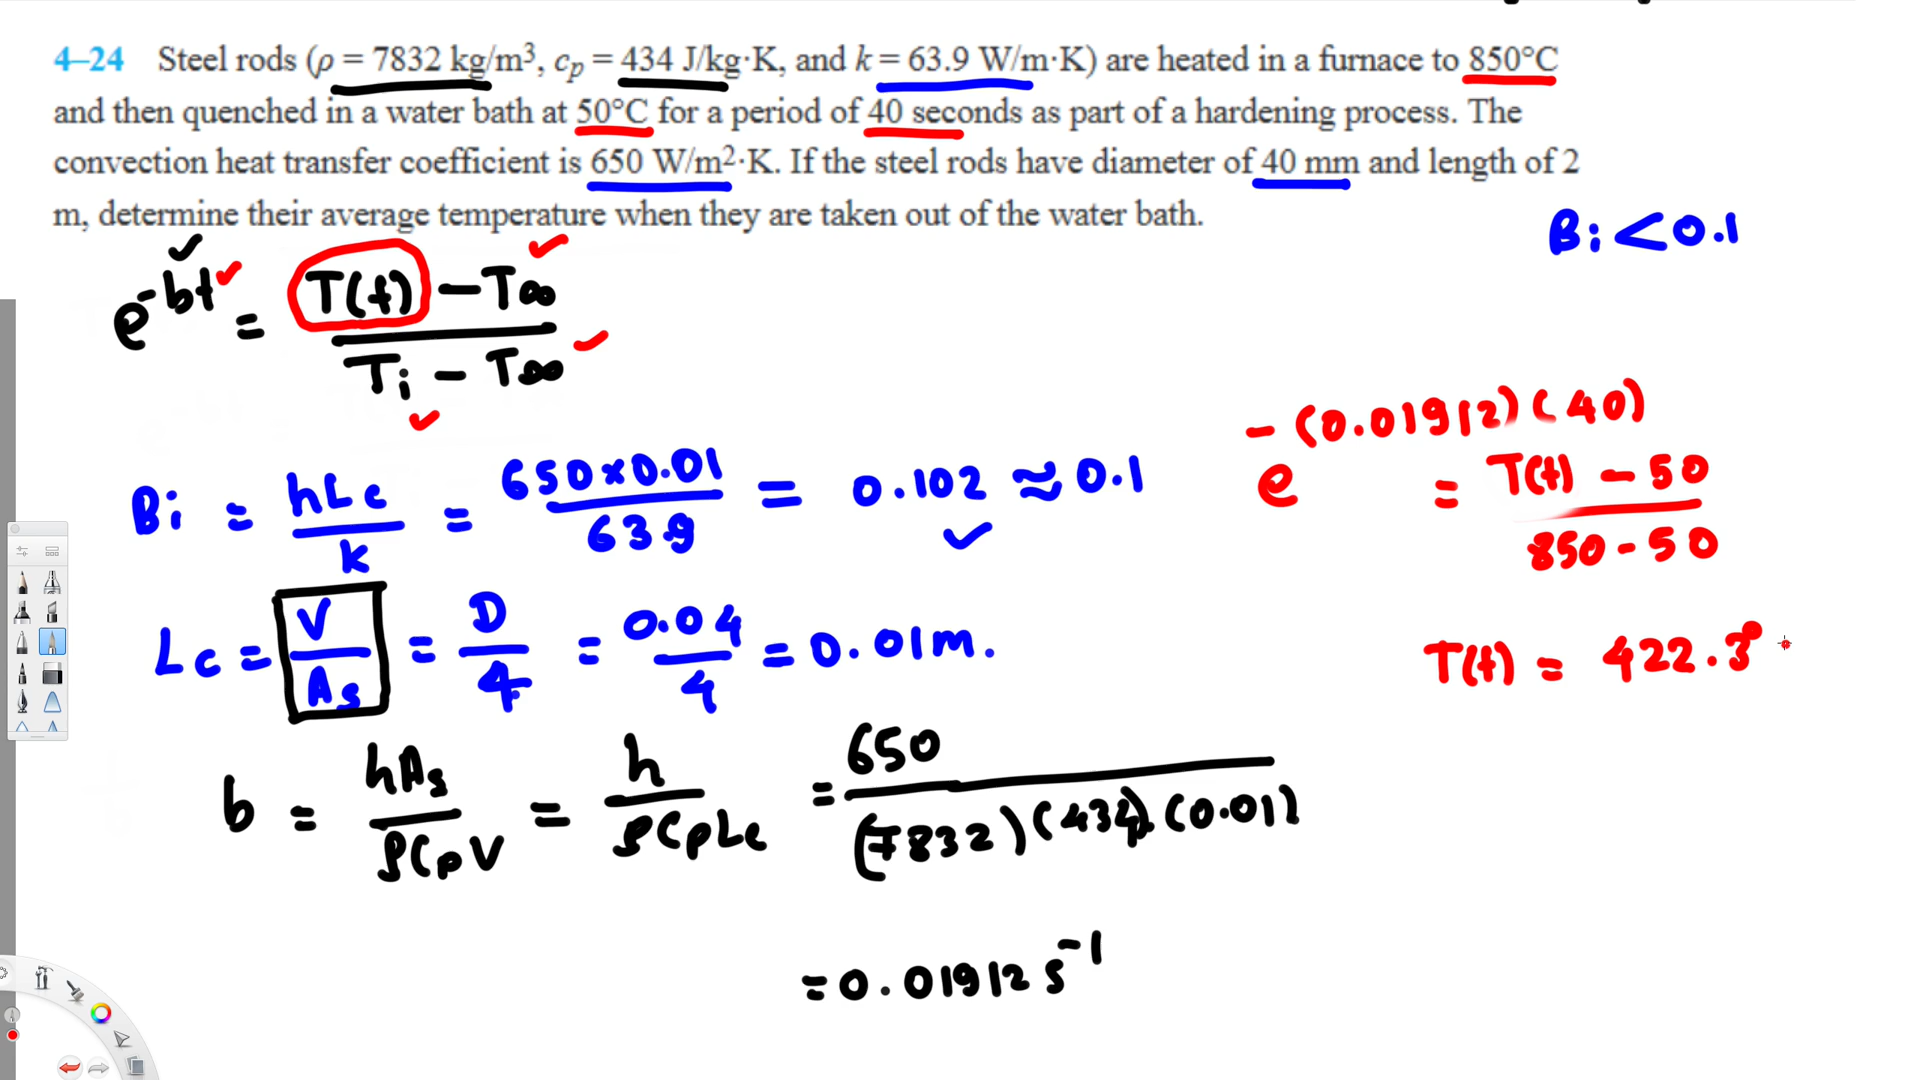 4–24 Steel rods (ρ = 7832 kg/m³, cp = 434 J/kg·K, and k = 63.9 W/m·K) are heated in a furnace to 850°C
and then quenched in a water bath at 50°C for a period of 40 seconds as part of a hardening process. The
convection heat transfer coefficient is 650 W/m²·K. If the steel rods have diameter of 40 mm and length of 2
m, determine their average temperature when they are taken out of the water bath.
Bi < 0.1
e^-bt = (T(t) – T∞) / (Ti – T∞)
e^-(0.01912)(40) = (T(t) – 50) / (850 - 50)
Bi = hLc / k = 650×0.01 / 63.9 = 0.102 ≈ 0.1
Lc = V / As = D / 4 = 0.04 / 4 = 0.01m.
T(t) = 422.3°
b = hAs / ρCpV = h / ρCpLc = 650 / (7832)(434)(0.01)
= 0.01912 s⁻¹